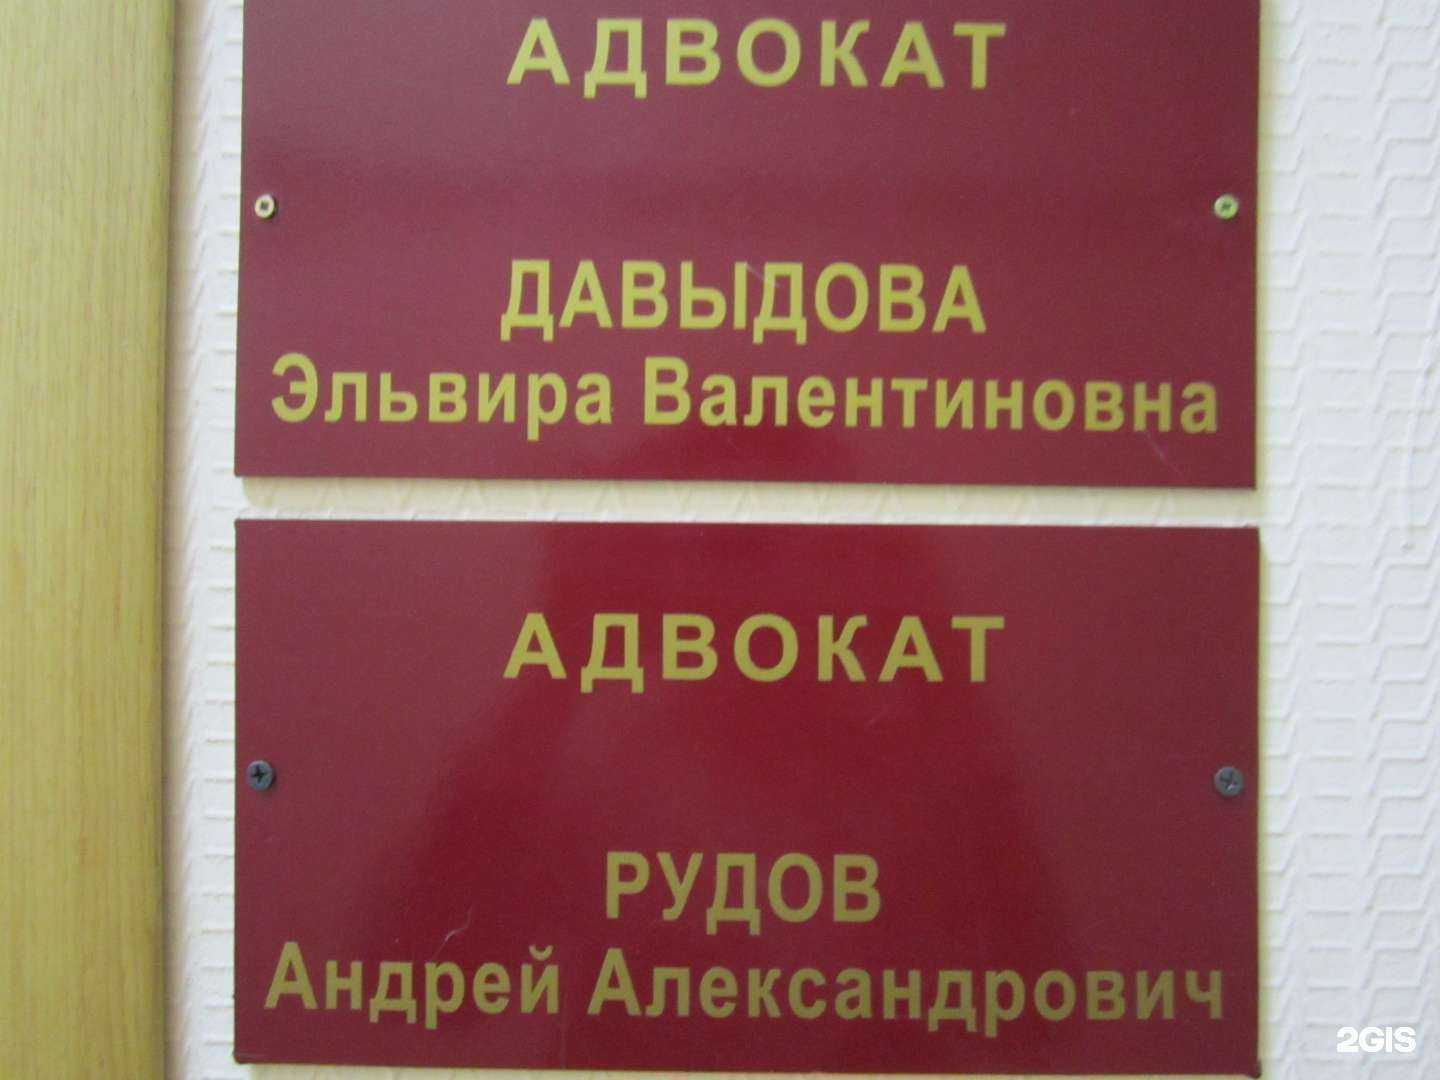 АДВОКАТ
ДАВЫДОВА
Эльвира Валентиновна
АДВОКАТ
РУДОВ
Андрей Александрович
2GIS